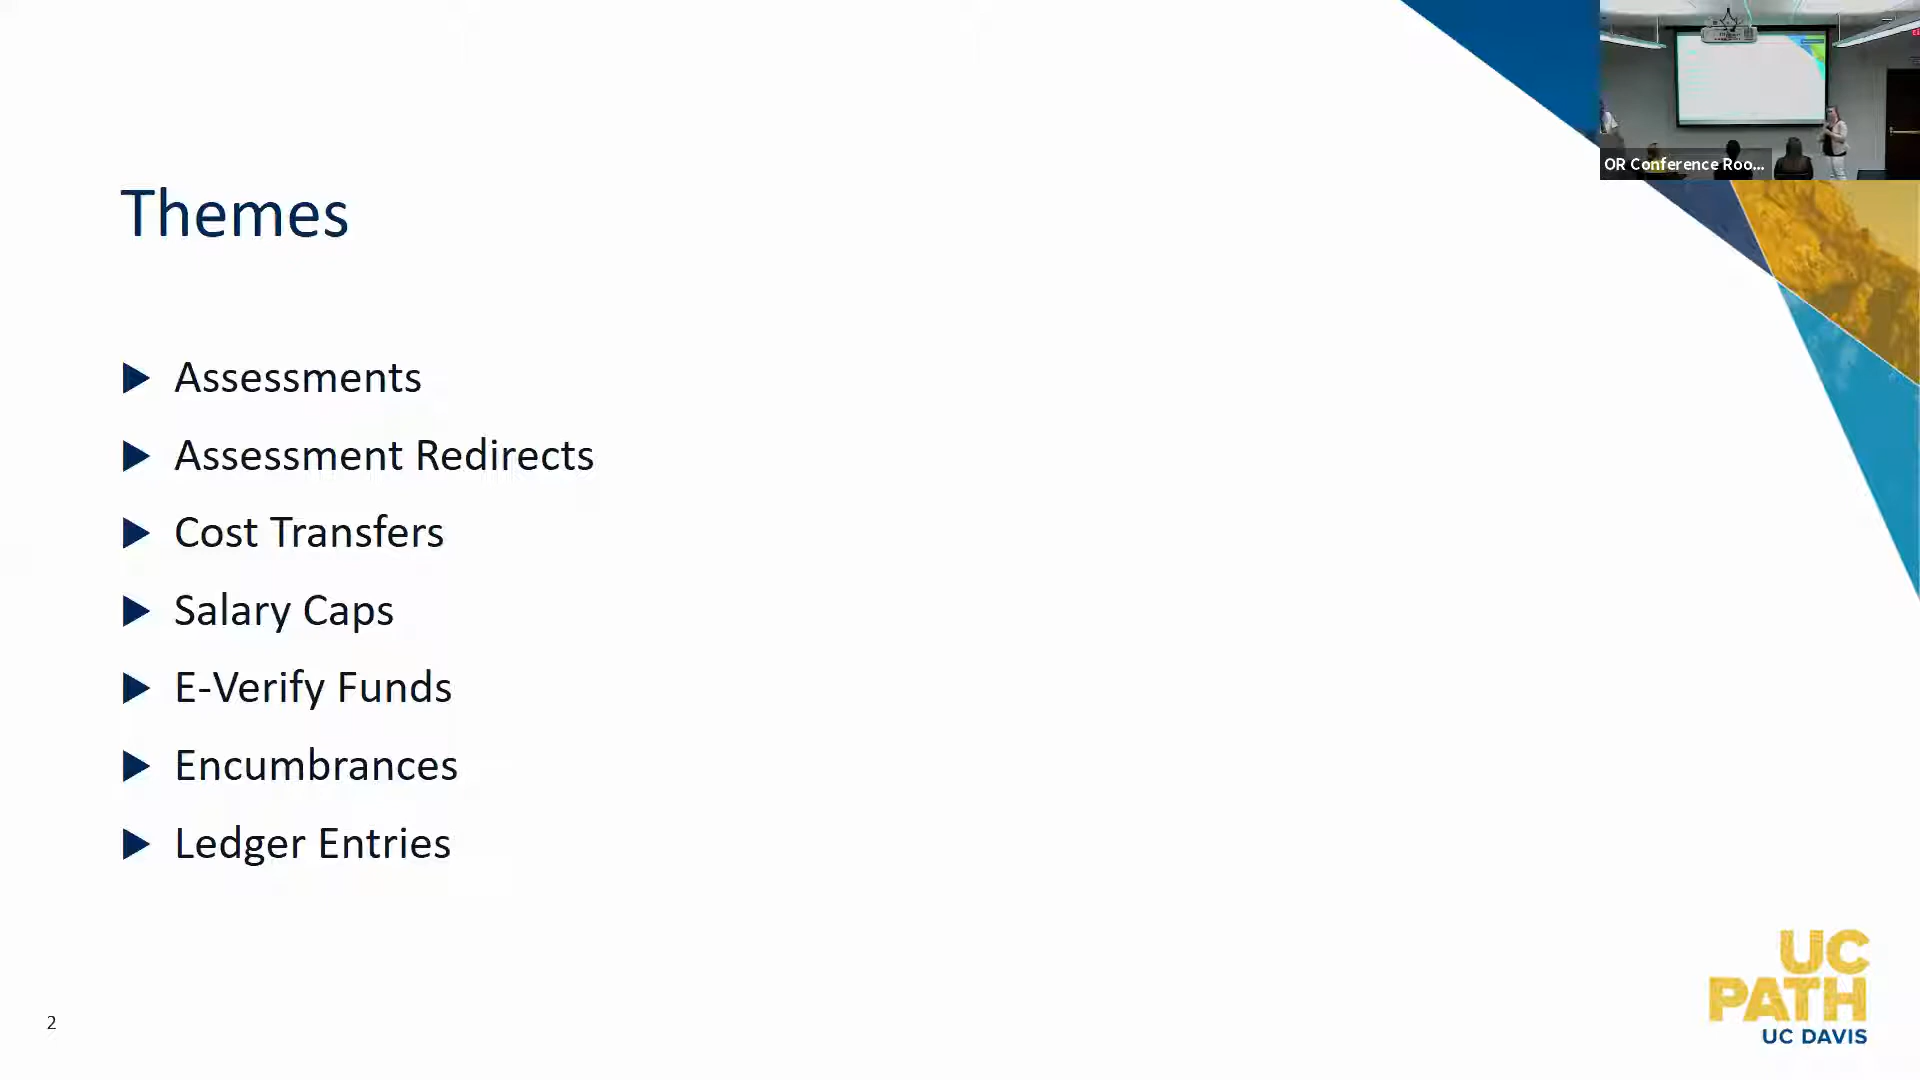 OR Conference Roo...
Themes
Assessments
Assessment Redirects
Cost Transfers
Salary Caps
E-Verify Funds
Encumbrances
Ledger Entries
2
UC
PATH
UC DAVIS